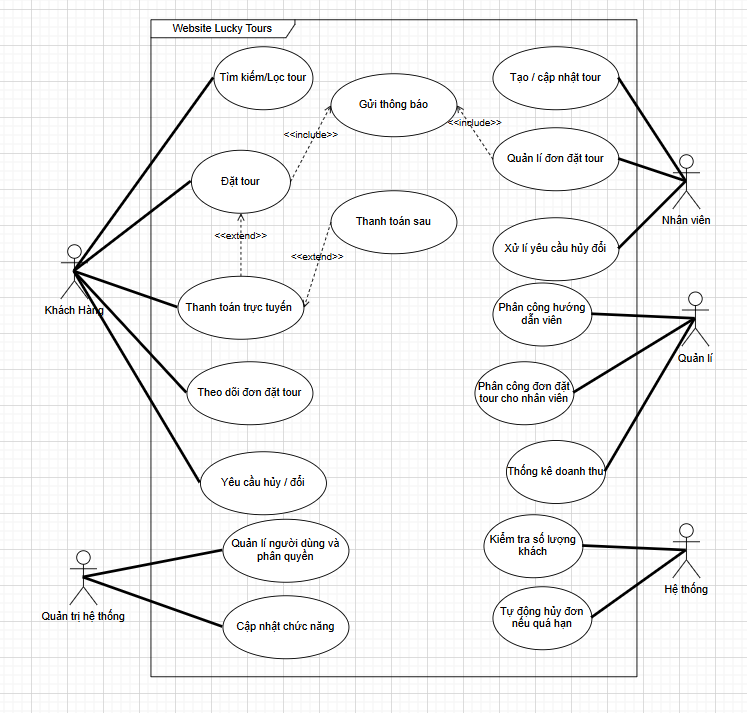 Website Lucky Tours
Tìm kiếm/Lọc tour
Gửi thông báo
Tạo / cập nhật tour
<<include>>
<<include>>
Đặt tour
Quản lí đơn đặt tour
Nhân viên
<<extend>>
Thanh toán sau
<<extend>>
Xử lí yêu cầu hủy đổi
Khách Hàng
Thanh toán trực tuyến
Phân công hướng
dẫn viên
Quản lí
Theo dõi đơn đặt tour
Phân công đơn đặt
tour cho nhân viên
Yêu cầu hủy / đổi
Thống kê doanh thu
Quản lí người dùng và
phân quyền
Kiểm tra số lượng
khách
Hệ thống
Quản trị hệ thống
Cập nhật chức năng
Tự động hủy đơn
nếu quá hạn